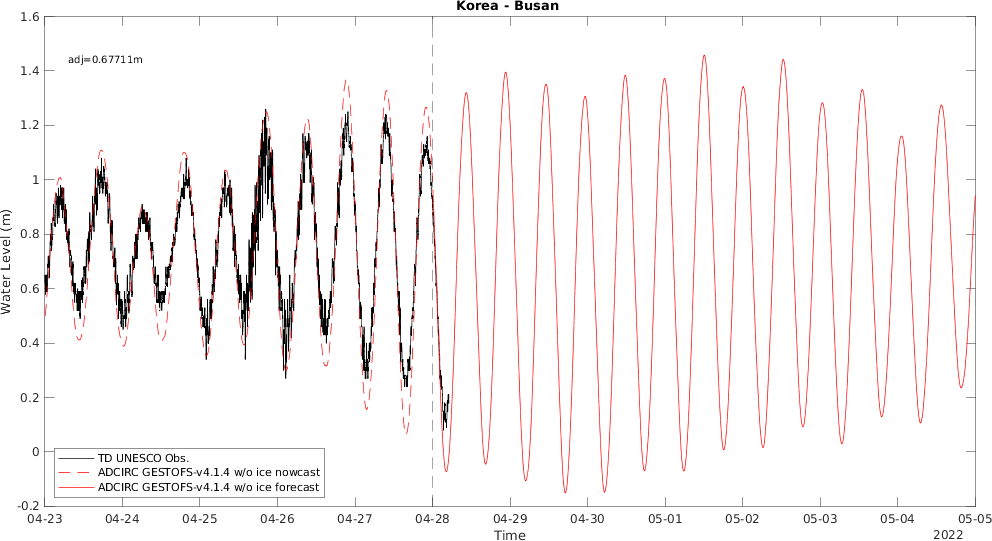 Korea - Busan
1.6
1.4
1.2
1
0.8
0.6
0.4
0.2
0
-0.2
Water Level (m)
adj=0.67711m
TD UNESCO Obs.
ADCIRC GESTOFS-v4.1.4 w/o ice nowcast
ADCIRC GESTOFS-v4.1.4 w/o ice forecast
04-23 04-24 04-25 04-26 04-27 04-28 04-29 04-30 05-01 05-02 05-03 05-04 05-05
Time
2022